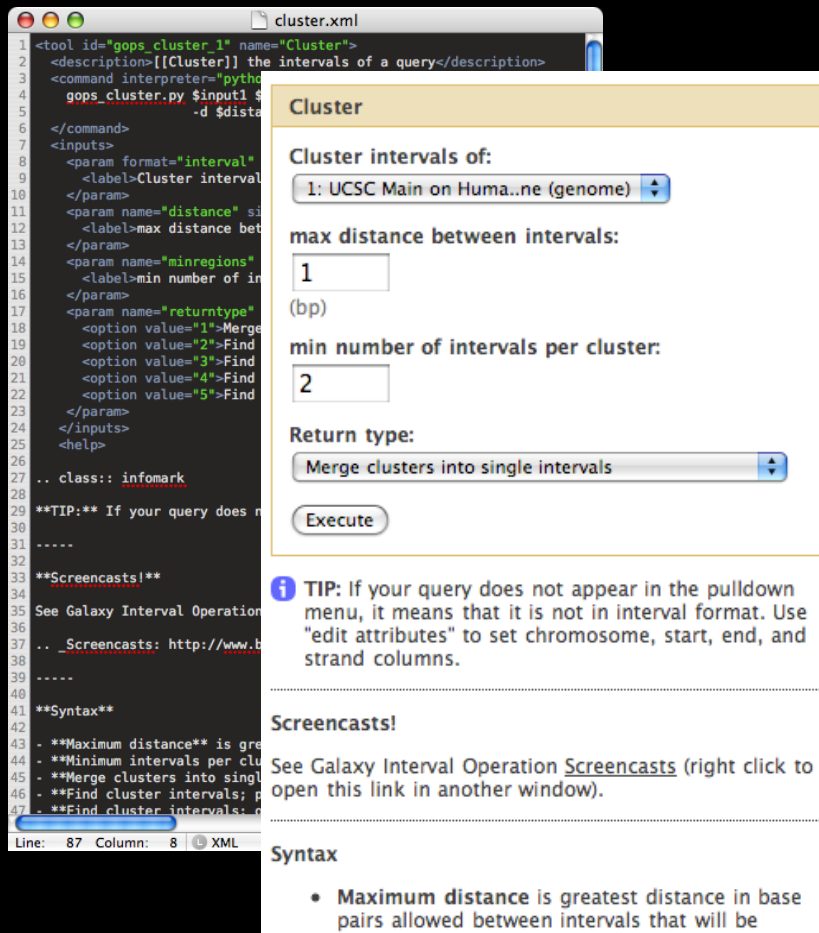 cluster.xml
1 <tool id="gops_cluster_1" name="Cluster">
2 <description>[[Cluster]] the intervals of a query</description>
3 <command interpreter="pytho
4 gops_cluster.py $input1 $
5 -d $dista
6 </command>
7 <inputs>
8 <param format="interval"
9 <label>Cluster interval
10 </param>
11 <param name="distance" si
12 <label>max distance bet
13 </param>
14 <param name="minregions"
15 <label>min number of in
16 </param>
17 <param name="returntype"
18 <option value="1">Merge
19 <option value="2">Find
20 <option value="3">Find
21 <option value="4">Find
22 <option value="5">Find
23 </param>
24 </inputs>
25 <help>
26
27 .. class:: infomark
28
29 **TIP:** If your query does n
30
31 -----
32
33 **Screencasts!**
34
35 See Galaxy Interval Operation
36
37 .. _Screencasts: http://www.b
38
39 -----
40
41 **Syntax**
42
43 - **Maximum distance** is gre
44 - **Minimum intervals per clu
45 - **Merge clusters into singl
46 - **Find cluster intervals; p
47 - **Find cluster intervals; o
Line: 87 Column: 8 L XML
Cluster
Cluster intervals of:
1: UCSC Main on Huma..ne (genome)
max distance between intervals:
1
(bp)
min number of intervals per cluster:
2
Return type:
Merge clusters into single intervals
Execute
i TIP: If your query does not appear in the pulldown
menu, it means that it is not in interval format. Use
"edit attributes" to set chromosome, start, end, and
strand columns.
Screencasts!
See Galaxy Interval Operation Screencasts (right click to
open this link in another window).
Syntax
• Maximum distance is greatest distance in base
pairs allowed between intervals that will be